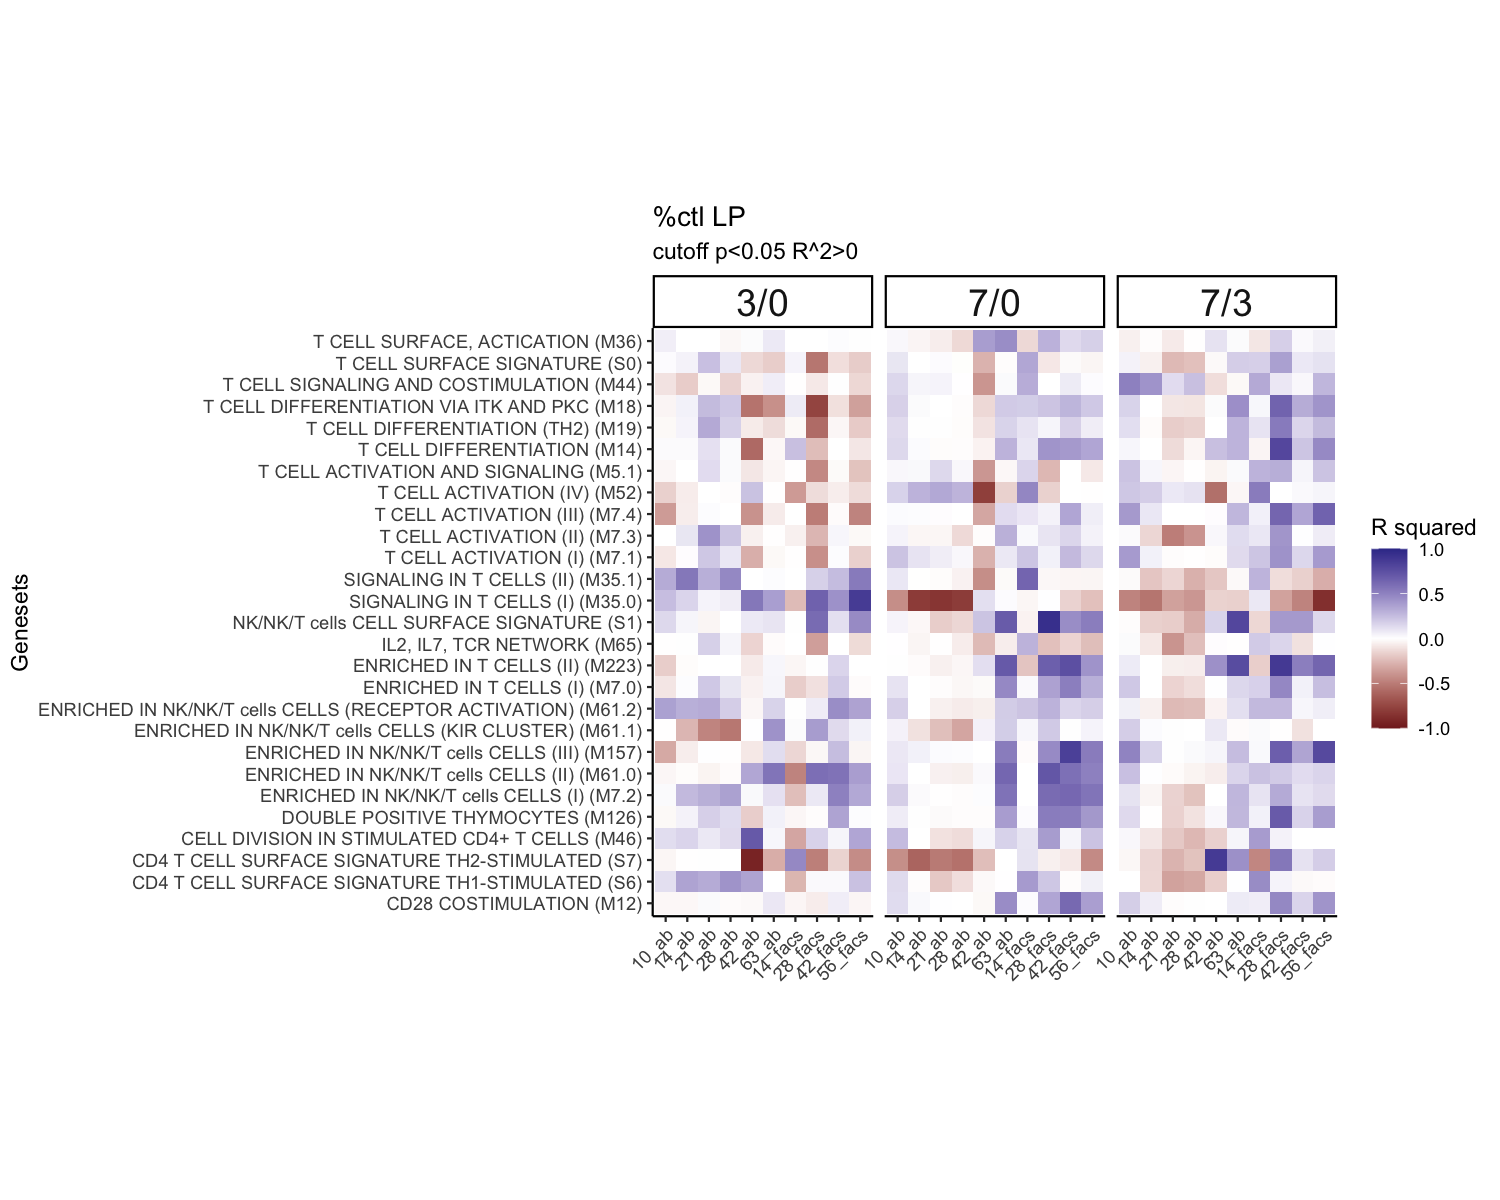 %ctl LP
cutoff p<0.05 R^2>0
3/0
7/0
7/3
Genesets
T CELL SURFACE, ACTICATION (M36)
T CELL SURFACE SIGNATURE (S0)
T CELL SIGNALING AND COSTIMULATION (M44)
T CELL DIFFERENTIATION VIA ITK AND PKC (M18)
T CELL DIFFERENTIATION (TH2) (M19)
T CELL DIFFERENTIATION (M14)
T CELL ACTIVATION AND SIGNALING (M5.1)
T CELL ACTIVATION (IV) (M52)
T CELL ACTIVATION (III) (M7.4)
T CELL ACTIVATION (II) (M7.3)
T CELL ACTIVATION (I) (M7.1)
SIGNALING IN T CELLS (II) (M35.1)
SIGNALING IN T CELLS (I) (M35.0)
NK/NK/T cells CELL SURFACE SIGNATURE (S1)
IL2, IL7, TCR NETWORK (M65)
ENRICHED IN T CELLS (II) (M223)
ENRICHED IN T CELLS (I) (M7.0)
ENRICHED IN NK/NK/T cells CELLS (RECEPTOR ACTIVATION) (M61.2)
ENRICHED IN NK/NK/T cells CELLS (KIR CLUSTER) (M61.1)
ENRICHED IN NK/NK/T cells CELLS (III) (M157)
ENRICHED IN NK/NK/T cells CELLS (II) (M61.0)
ENRICHED IN NK/NK/T cells CELLS (I) (M7.2)
DOUBLE POSITIVE THYMOCYTES (M126)
CELL DIVISION IN STIMULATED CD4+ T CELLS (M46)
CD4 T CELL SURFACE SIGNATURE TH2-STIMULATED (S7)
CD4 T CELL SURFACE SIGNATURE TH1-STIMULATED (S6)
CD28 COSTIMULATION (M12)
10_ab
14_ab
21_ab
28_ab
42_ab
63_ab
14_facs
28_facs
42_facs
56_facs
10_ab
14_ab
21_ab
28_ab
42_ab
63_ab
14_facs
28_facs
42_facs
56_facs
10_ab
14_ab
21_ab
28_ab
42_ab
63_ab
14_facs
28_facs
42_facs
56_facs
R squared
1.0
0.5
0.0
-0.5
-1.0